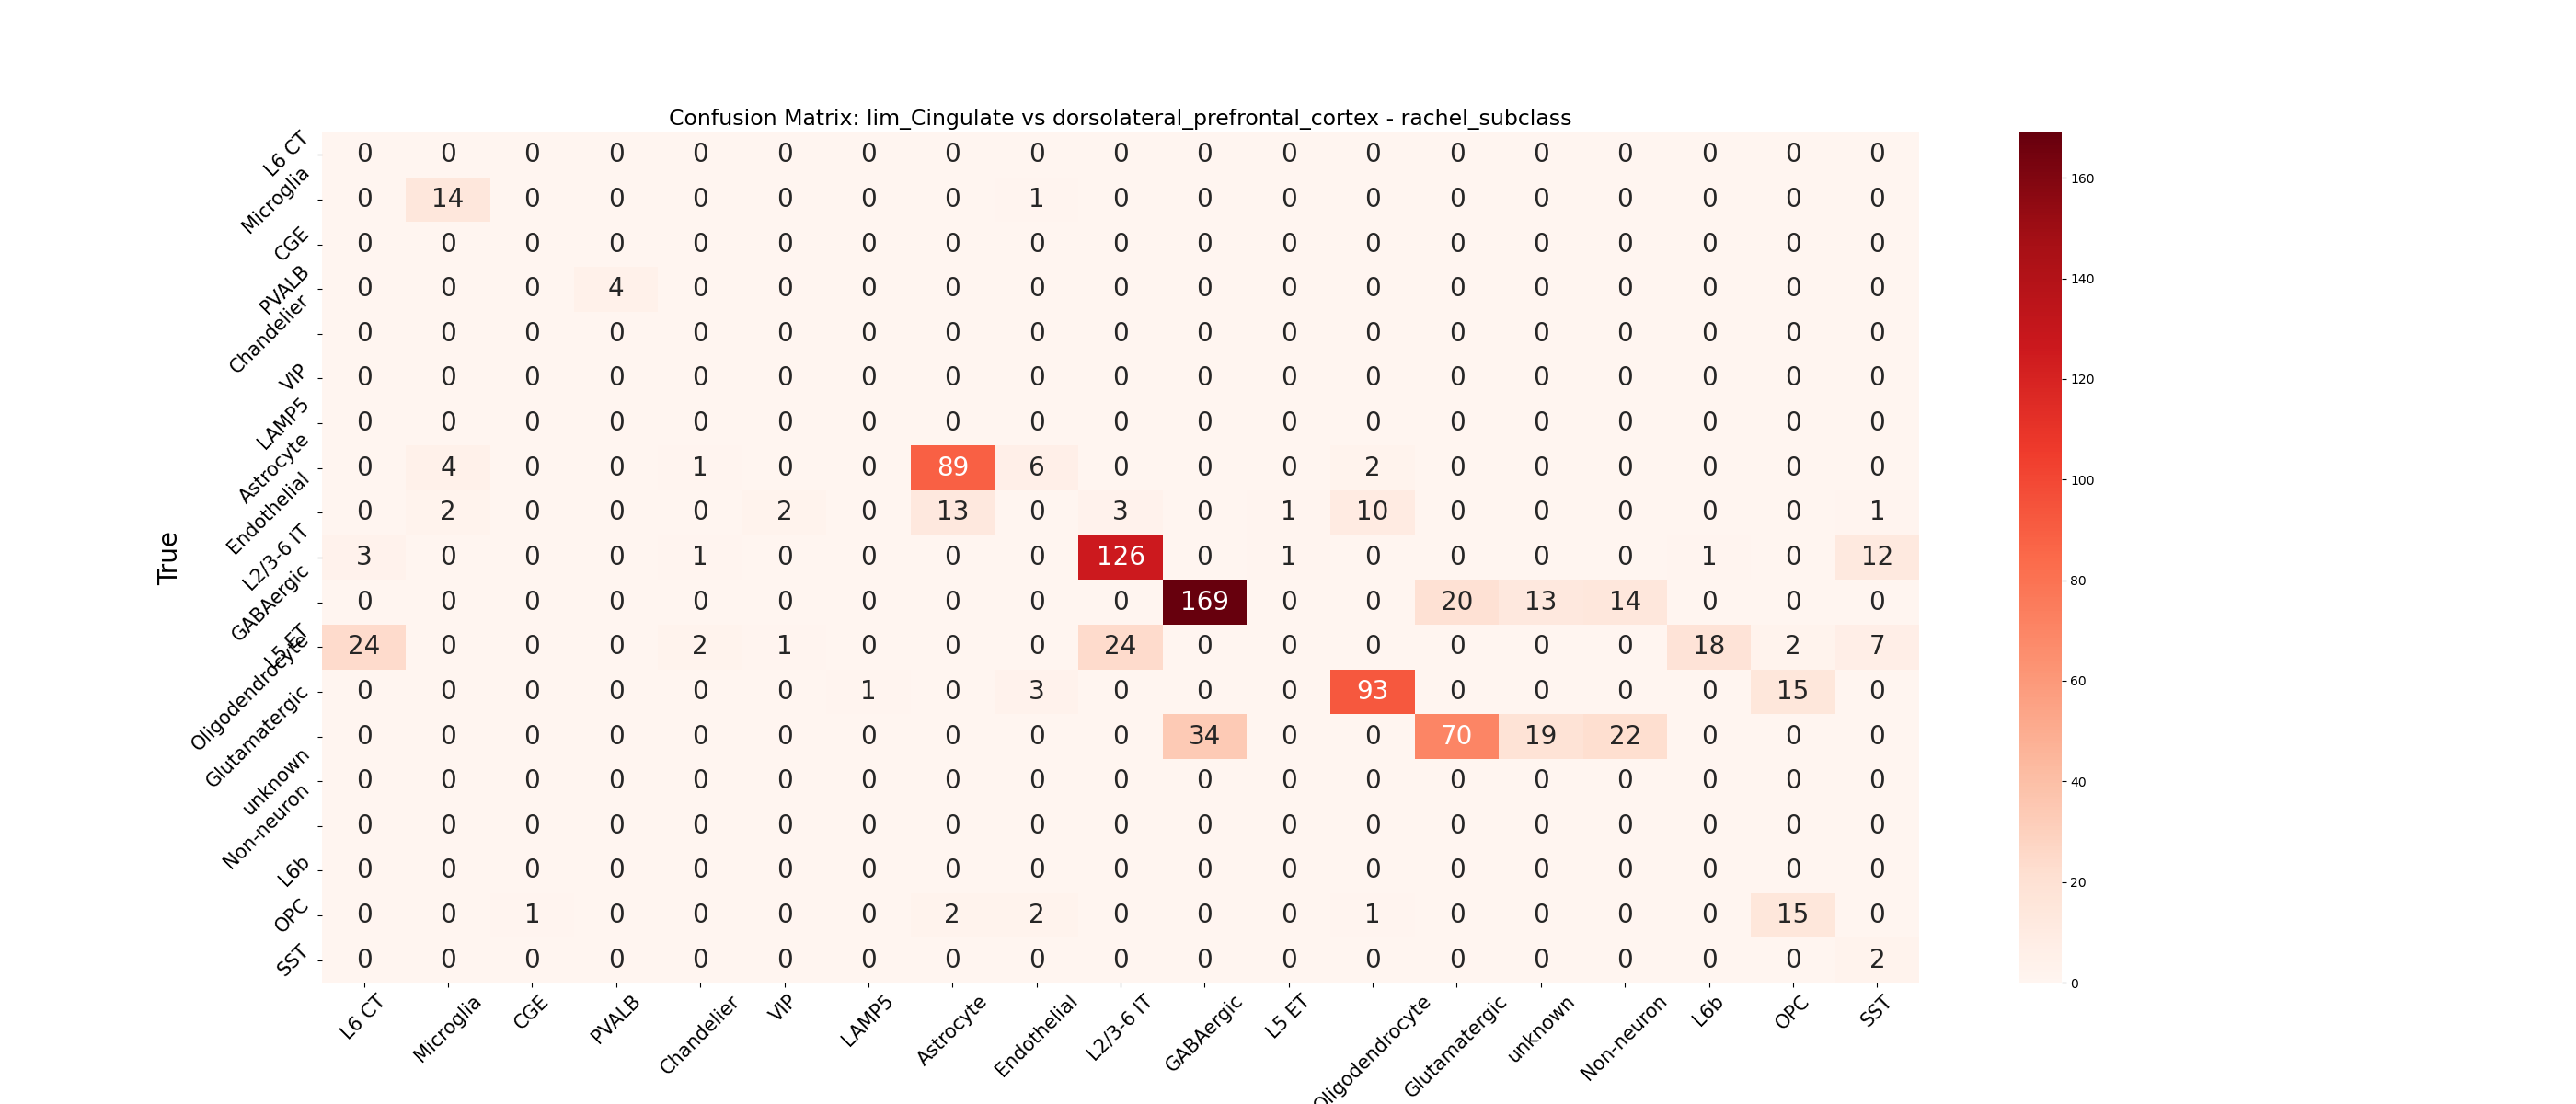 Confusion Matrix: lim_Cingulate vs dorsolateral_prefrontal_cortex - rachel_subclass
True
L6 CT 0 0 0 0 0 0 0 0 0 0 0 0 0 0 0 0 0 0 0
Microglia 0 14 0 0 0 0 0 0 1 0 0 0 0 0 0 0 0 0 0
CGE 0 0 0 0 0 0 0 0 0 0 0 0 0 0 0 0 0 0 0
PVALB 0 0 0 4 0 0 0 0 0 0 0 0 0 0 0 0 0 0 0
Chandelier 0 0 0 0 0 0 0 0 0 0 0 0 0 0 0 0 0 0 0
VIP 0 0 0 0 0 0 0 0 0 0 0 0 0 0 0 0 0 0 0
LAMP5 0 0 0 0 0 0 0 0 0 0 0 0 0 0 0 0 0 0 0
Astrocyte 0 4 0 0 1 0 0 89 6 0 0 0 2 0 0 0 0 0 0
Endothelial 0 2 0 0 0 2 0 13 0 3 0 1 10 0 0 0 0 0 1
L2/3-6 IT 3 0 0 0 1 0 0 0 0 126 0 1 0 0 0 0 1 0 12
GABAergic 0 0 0 0 0 0 0 0 0 0 169 0 0 20 13 14 0 0 0
L5 ET 24 0 0 0 2 1 0 0 0 24 0 0 0 0 0 0 18 2 7
Oligodendrocyte 0 0 0 0 0 0 1 0 3 0 0 0 93 0 0 0 0 15 0
Glutamatergic 0 0 0 0 0 0 0 0 0 0 34 0 0 70 19 22 0 0 0
unknown 0 0 0 0 0 0 0 0 0 0 0 0 0 0 0 0 0 0 0
Non-neuron 0 0 0 0 0 0 0 0 0 0 0 0 0 0 0 0 0 0 0
L6b 0 0 0 0 0 0 0 0 0 0 0 0 0 0 0 0 0 0 0
OPC 0 0 1 0 0 0 0 2 2 0 0 0 1 0 0 0 0 15 0
SST 0 0 0 0 0 0 0 0 0 0 0 0 0 0 0 0 0 0 2
L6 CT Microglia CGE PVALB Chandelier VIP LAMP5 Astrocyte Endothelial L2/3-6 IT GABAergic L5 ET Oligodendrocyte Glutamatergic unknown Non-neuron L6b OPC SST
160
140
120
100
80
60
40
20
0